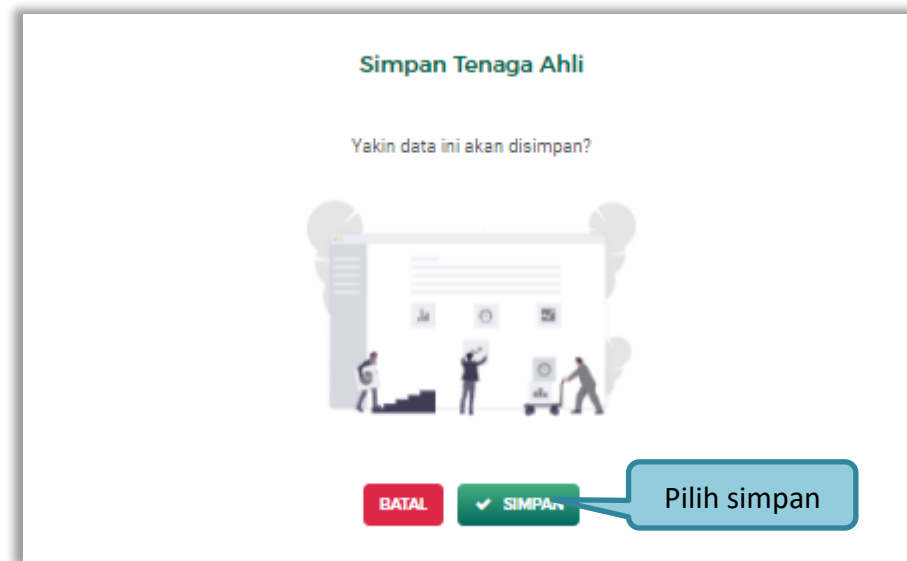 Simpan Tenaga Ahli
Yakin data ini akan disimpan?
BATAL
SIMPAN
Pilih simpan